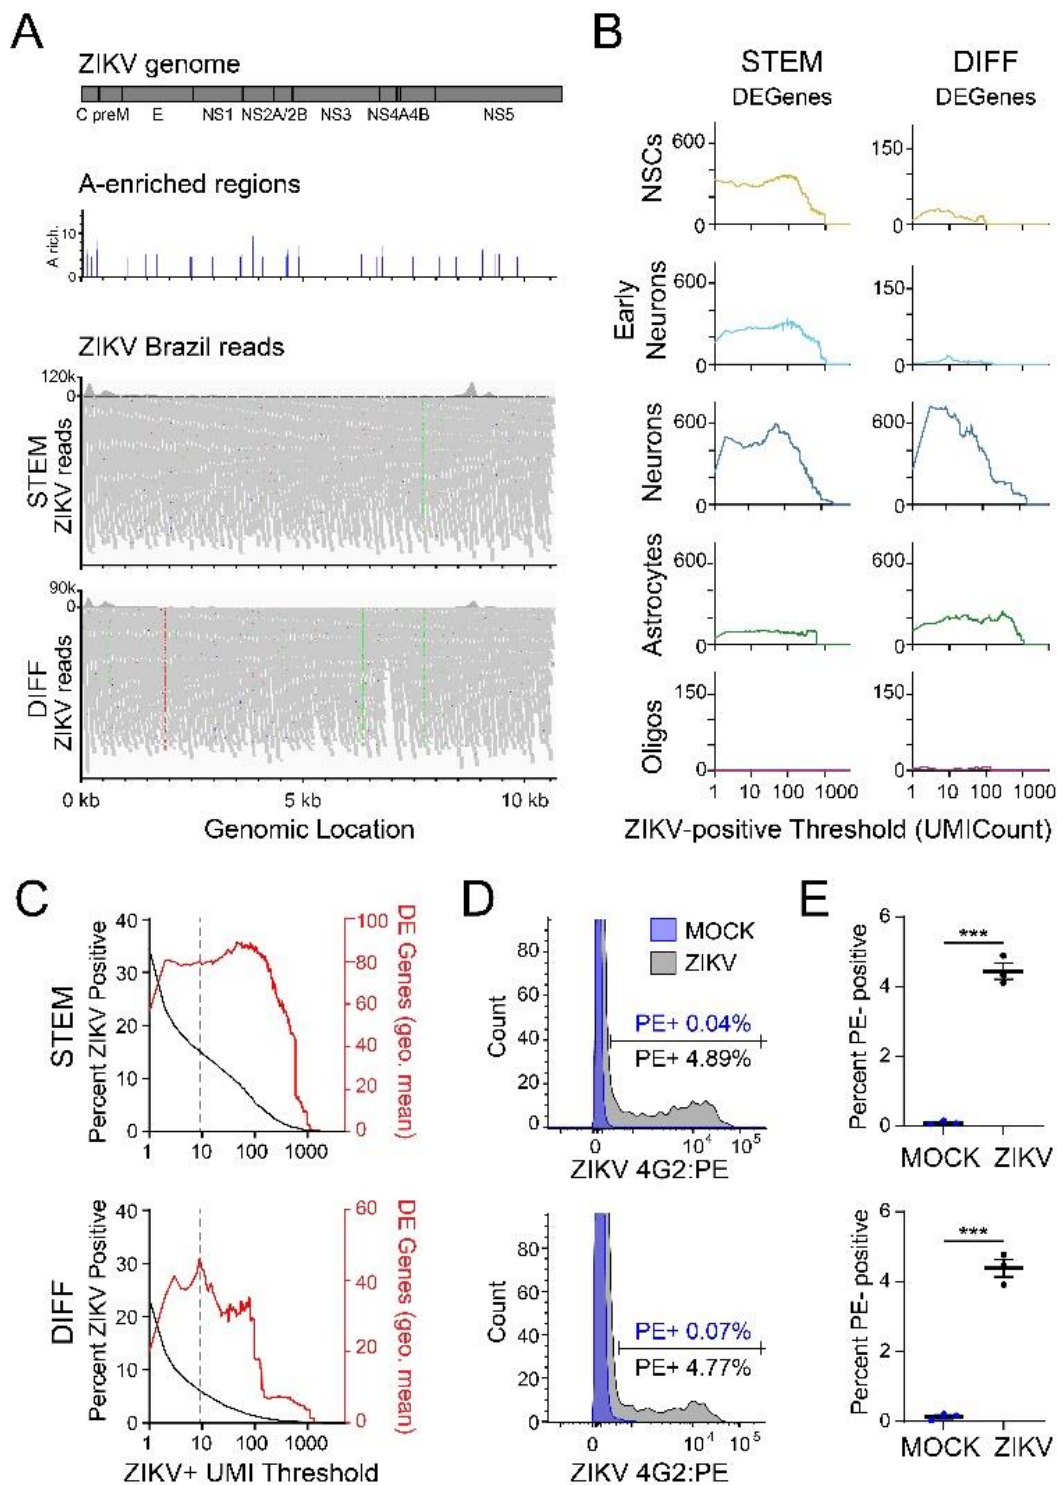 A
ZIKV genome
C preM E NS1 NS2A/2B NS3 NS4A4B NS5
A-enriched regions
A rich.
10
0
ZIKV Brazil reads
120k
0
STEM
ZIKV reads
90k
0
DIFF
ZIKV reads
0 kb 5 kb 10 kb
Genomic Location
B
STEM DIFF
DEGenes DEGenes
NSCs
600 150
0 0
Early
Neurons
600 150
0 0
Neurons
600 600
0 0
Astrocytes
600 600
0 0
Oligos
150 150
0 0
1 10 100 1000 1 10 100 1000
ZIKV-positive Threshold (UMICount)
C
STEM
Percent ZIKV Positive
40
30
20
10
0
DE Genes (geo. mean)
100
80
60
40
20
0
1 10 100 1000
DIFF
Percent ZIKV Positive
40
30
20
10
0
DE Genes (geo. mean)
60
40
20
0
1 10 100 1000
ZIKV+ UMI Threshold
D
MOCK
ZIKV
Count
80
60
40
20
0
PE+ 0.04%
PE+ 4.89%
0 10⁴ 10⁵
ZIKV 4G2:PE
Count
80
60
40
20
0
PE+ 0.07%
PE+ 4.77%
0 10⁴ 10⁵
ZIKV 4G2:PE
E
Percent PE- positive
6
4
2
0
***
MOCK ZIKV
Percent PE- positive
6
4
2
0
***
MOCK ZIKV